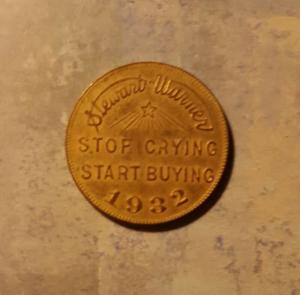 Stewart-Warner
STOP CRYING
START BUYING
1932